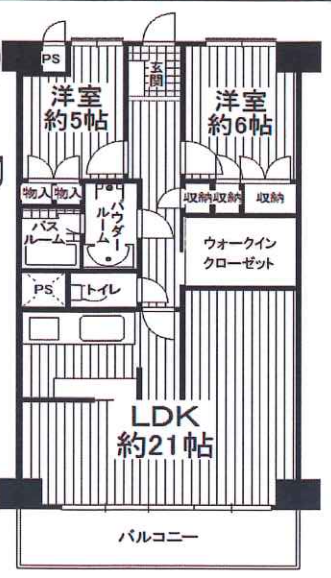 PS
玄関
洋室
約5帖
洋室
約6帖
物入
物入
パウダー
ルーム
収納
収納
収納
バス
ルーム
ウォークイン
クローゼット
PS
トイレ
LDK
約21帖
バルコニー